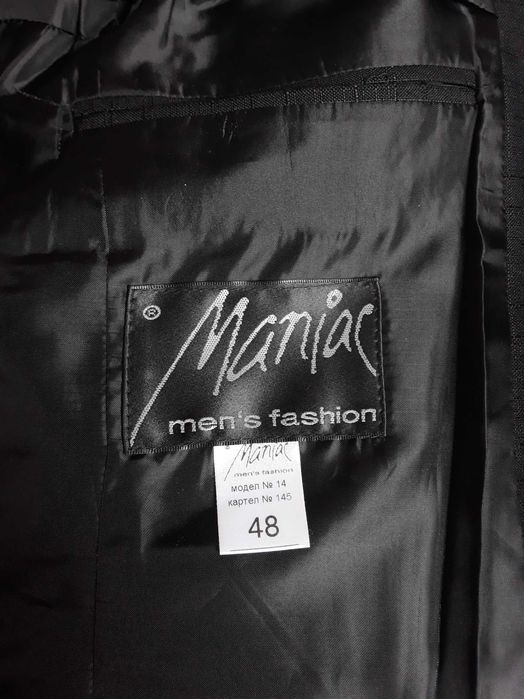 ®
Maniac
men's fashion
Maniac
men's fashion
модел № 14
картел № 145
48